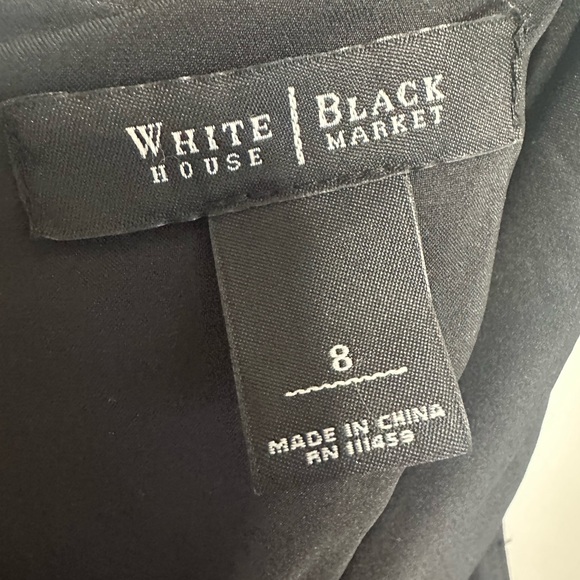 WHITE | BLACK
HOUSE | MARKET
8
MADE IN CHINA
RN 111459